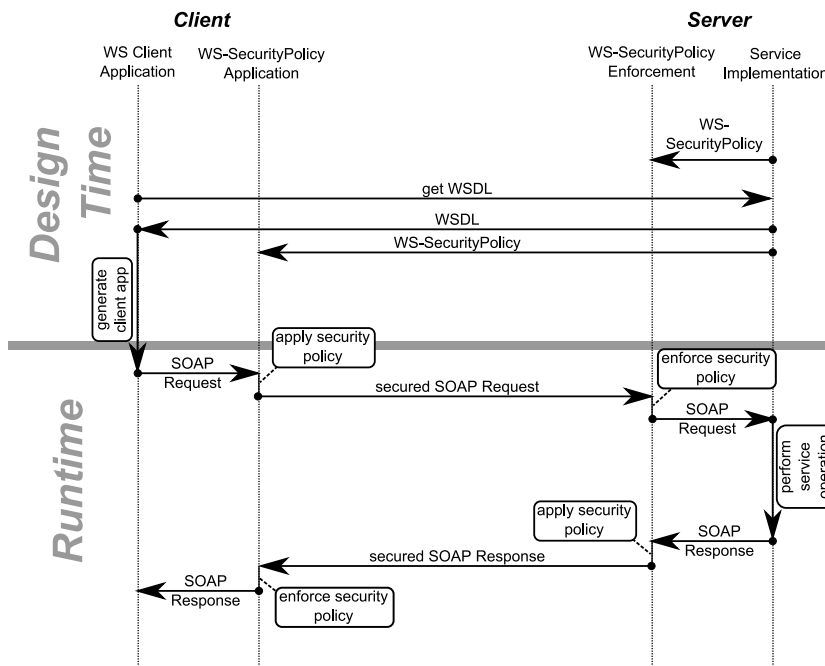 Client
Server
WS Client
Application
WS-SecurityPolicy
Application
WS-SecurityPolicy
Enforcement
Service
Implementation
Design
Time
WS-
SecurityPolicy
get WSDL
WSDL
WS-SecurityPolicy
generate
client app
apply security
policy
SOAP
Request
secured SOAP Request
enforce security
policy
SOAP
Request
Runtime
perform
service
operation
apply security
policy
SOAP
Response
secured SOAP Response
SOAP
Response
enforce security
policy